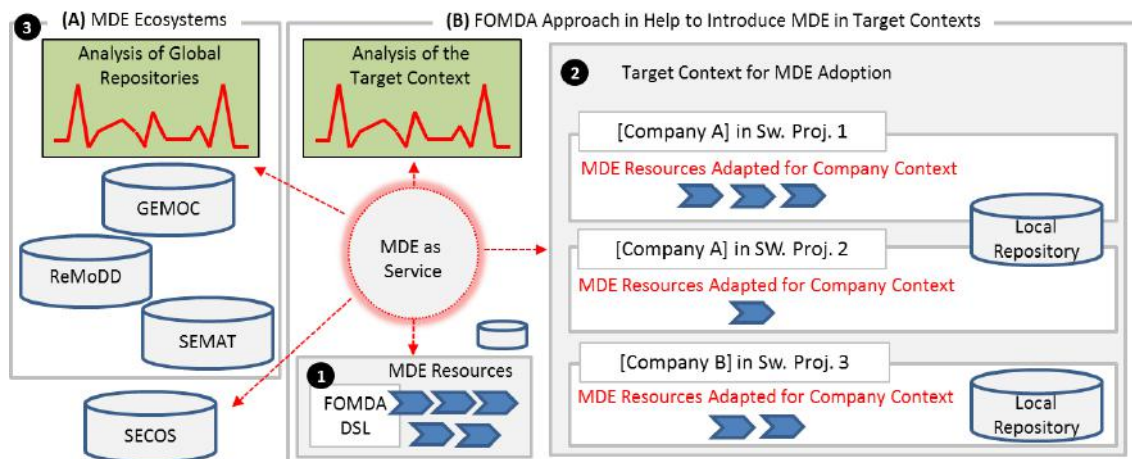 3
(A) MDE Ecosystems
Analysis of Global
Repositories
GEMOC
ReMoDD
SEMAT
SECOS
(B) FOMDA Approach in Help to Introduce MDE in Target Contexts
Analysis of the
Target Context
MDE as
Service
1
MDE Resources
FOMDA
DSL
2
Target Context for MDE Adoption
[Company A] in Sw. Proj. 1
MDE Resources Adapted for Company Context
Local
Repository
[Company A] in SW. Proj. 2
MDE Resources Adapted for Company Context
[Company B] in Sw. Proj. 3
MDE Resources Adapted for Company Context
Local
Repository